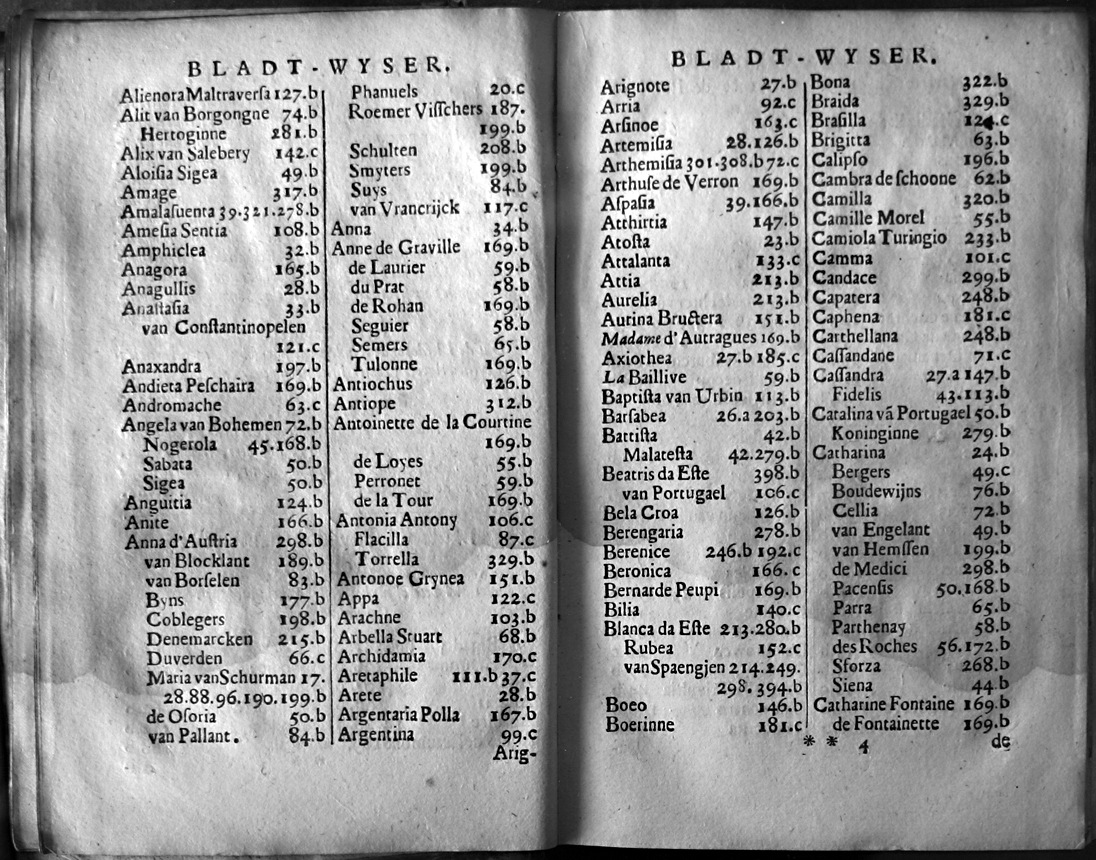 BLADT-WYSER.
Alienora Maltraversa 127.b
Alit van Borgongne 74.b
Hertoginne 281.b
Alix van Salebery 142.c
Aloisia Sigea 49.b
Amage 317.b
Amalasuenta 39.321.278.b
Amesia Sentia 108.b
Amphiclea 32.b
Anagora 165.b
Anagullis 28.b
Anastasia 33.b
van Constantinopelen
121.c
Anaxandra 197.b
Andieta Peschaira 169.b
Andromache 63.c
Angela van Bohemen 72.b
Nogerola 45.168.b
Sabata 50.b
Sigea 50.b
Anguitia 124.b
Anite 166.b
Anna d'Austria 298.b
van Blocklant 189.b
van Borselen 83.b
Byns 177.b
Coblegers 198.b
Denemarcken 215.b
Duverden 66.c
Maria van Schurman 17.
28.88.96.190.199.b
de Osoria 50.b
van Pallant. 84.b
Phanuels 20.c
Roemer Visschers 187.
199.b
Schulten 208.b
Smyters 199.b
Suys 84.b
van Vrancrijck 117.c
Anna 34.b
Anne de Graville 169.b
de Laurier 59.b
du Prat 58.b
de Rohan 169.b
Seguier 58.b
Semers 65.b
Tulonne 169.b
Antiochus 126.b
Antiope 312.b
Antoinette de la Courtine
169.b
de Loyes 55.b
Perronet 59.b
de la Tour 169.b
Antonia Antony 106.c
Flacilla 87.c
Torrella 329.b
Antonoe Grynea 151.b
Appa 122.c
Arachne 103.b
Arbella Stuart 68.b
Archidamia 170.c
Aretaphile 111.b 37.c
Arete 28.b
Argentaria Polla 167.b
Argentina 99.c
Arig-
BLADT-WYSER.
Arignote 27.b
Arria 92.c
Arsinoe 163.c
Artemisia 28.126.b
Arthemisia 301.308.b 72.c
Arthuse de Verron 169.b
Aspasia 39.166.b
Atthirtia 147.b
Atosta 23.b
Attalanta 133.c
Attia 213.b
Aurelia 213.b
Aurina Bructera 151.b
Madame d'Autragues 169.b
Axiothea 27.b 185.c
La Baillive 59.b
Baptista van Urbin 113.b
Barsabea 26.a 203.b
Battista 42.b
Malatesta 42.279.b
Beatris da Este 398.b
van Portugael 106.c
Bela Croa 126.b
Berengaria 278.b
Berenice 246.b 192.c
Beronica 166.c
Bernarde Peupi 169.b
Bilia 140.c
Blanca da Este 213.280.b
Rubea 152.c
van Spaengjen 214.249.
298.394.b
Boeo 146.b
Boerinne 181.c
Bona 322.b
Braida 329.b
Brasilla 124.c
Brigitta 63.b
Calipso 196.b
Cambra de schoone 62.b
Camilla 320.b
Camille Morel 55.b
Camiola Turingio 233.b
Camma 101.c
Candace 299.b
Capatera 248.b
Caphena 181.c
Carthellana 248.b
Cassandane 71.c
Cassandra 27.a 147.b
Fidelis 43.113.b
Catalina vā Portugael 50.b
Koninginne 279.b
Catharina 24.b
Bergers 49.c
Boudewijns 76.b
Cellia 72.b
van Engelant 49.b
van Hemssen 199.b
de Medici 298.b
Pacensis 50.168.b
Parra 65.b
Parthenay 58.b
des Roches 56.172.b
Sforza 268.b
Siena 44.b
Catharine Fontaine 169.b
de Fontainette 169.b
* * 4 de